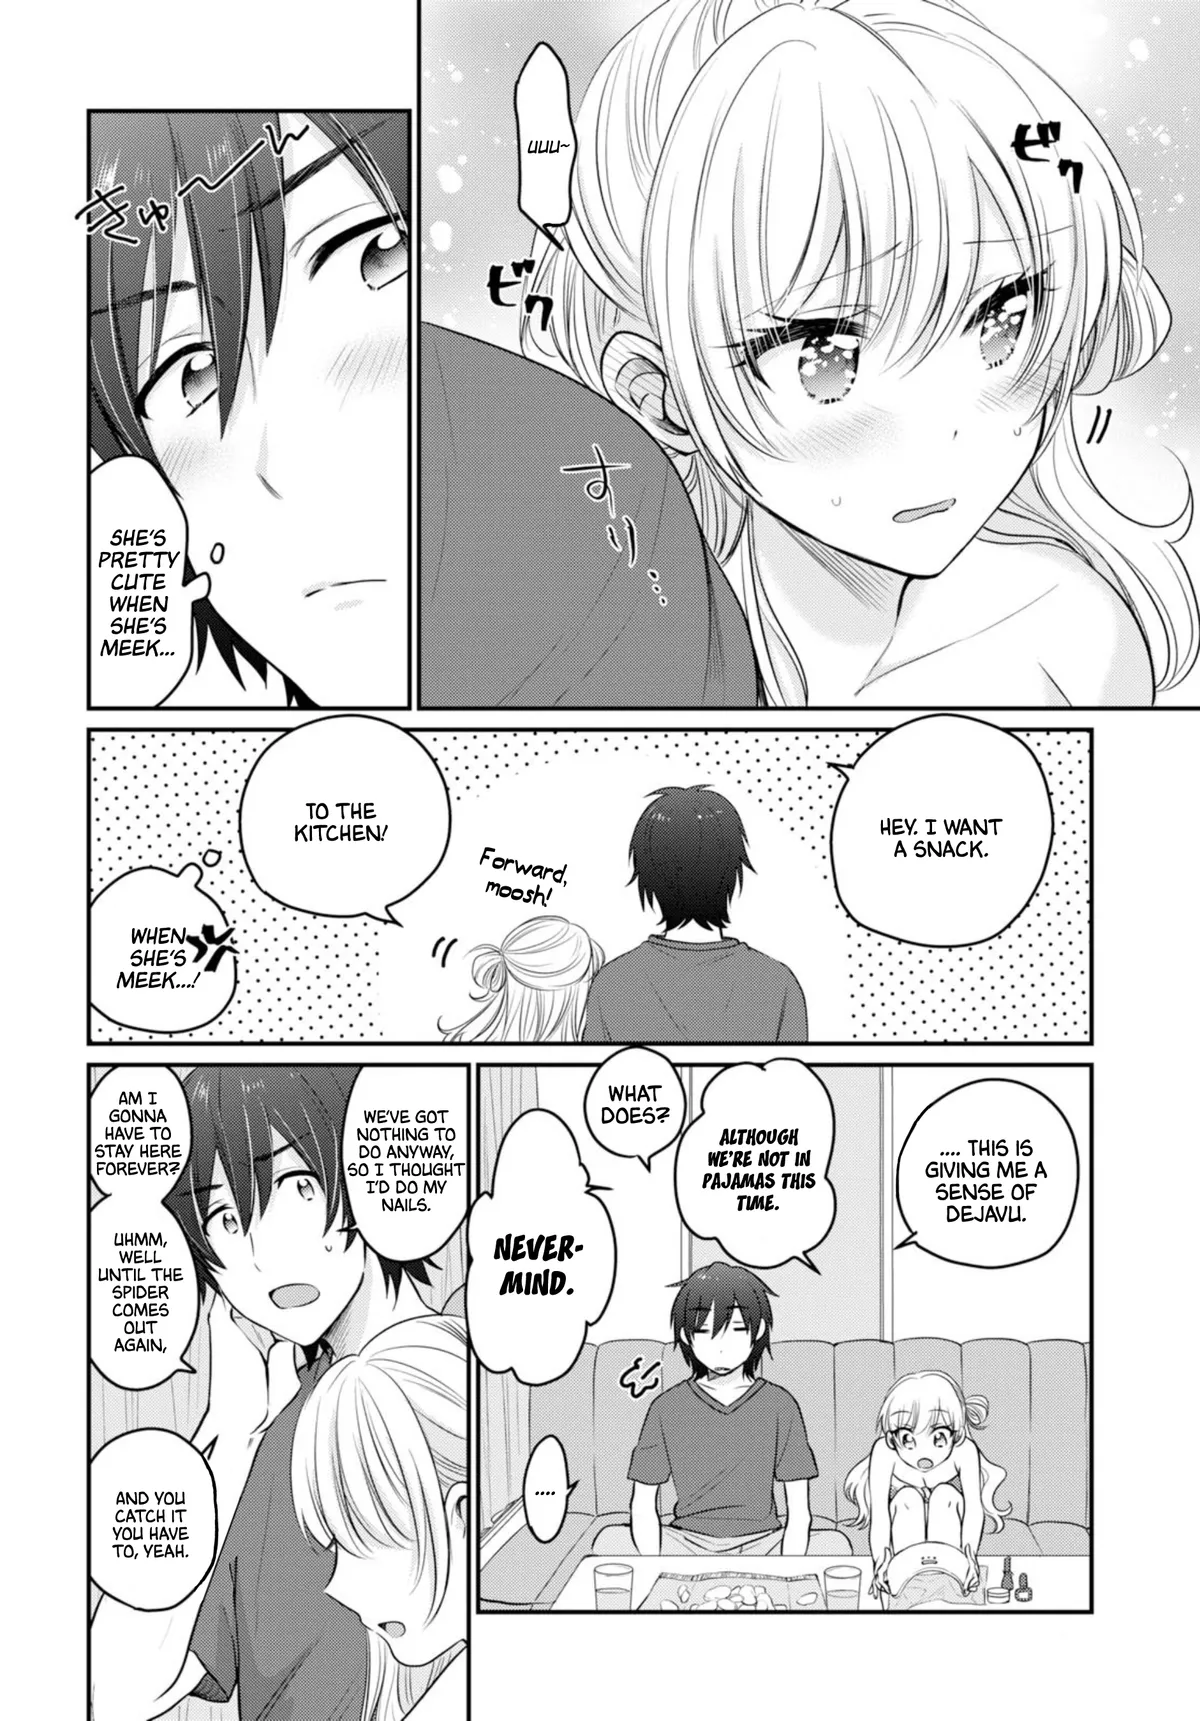 UUU~
ビク
ビク
すり…
きゅ〜ん
SHE'S
PRETTY
CUTE
WHEN
SHE'S
MEEK...
HEY. I WANT
A SNACK.
TO THE
KITCHEN!
Forward,
moosh!
WHEN
SHE'S
MEEK...!
.... THIS IS
GIVING ME A
SENSE OF
DEJAVU.
ALTHOUGH
WE'RE NOT IN
PAJAMAS THIS
TIME.
WHAT
DOES?
NEVER-
MIND.
.....
WE'VE GOT
NOTHING TO
DO ANYWAY,
SO I THOUGHT
I'D DO MY
NAILS.
AM I
GONNA
HAVE TO
STAY HERE
FOREVER?
UHMM,
WELL
UNTIL THE
SPIDER
COMES
OUT
AGAIN,
AND YOU
CATCH IT
YOU HAVE
TO, YEAH.